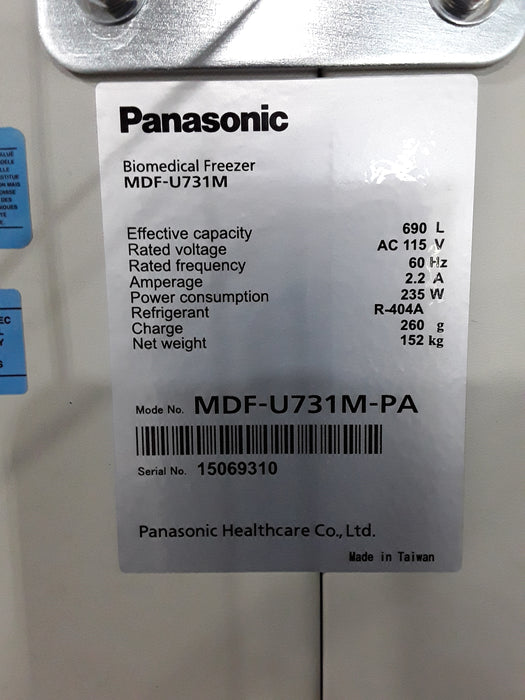 Panasonic
Biomedical Freezer
MDF-U731M
Effective capacity 690 L
Rated voltage AC 115 V
Rated frequency 60 Hz
Amperage 2.2 A
Power consumption 235 W
Refrigerant R-404A
Charge 260 g
Net weight 152 kg
Mode No. MDF-U731M-PA
Serial No. 15069310
Panasonic Healthcare Co., Ltd.
Made in Taiwan